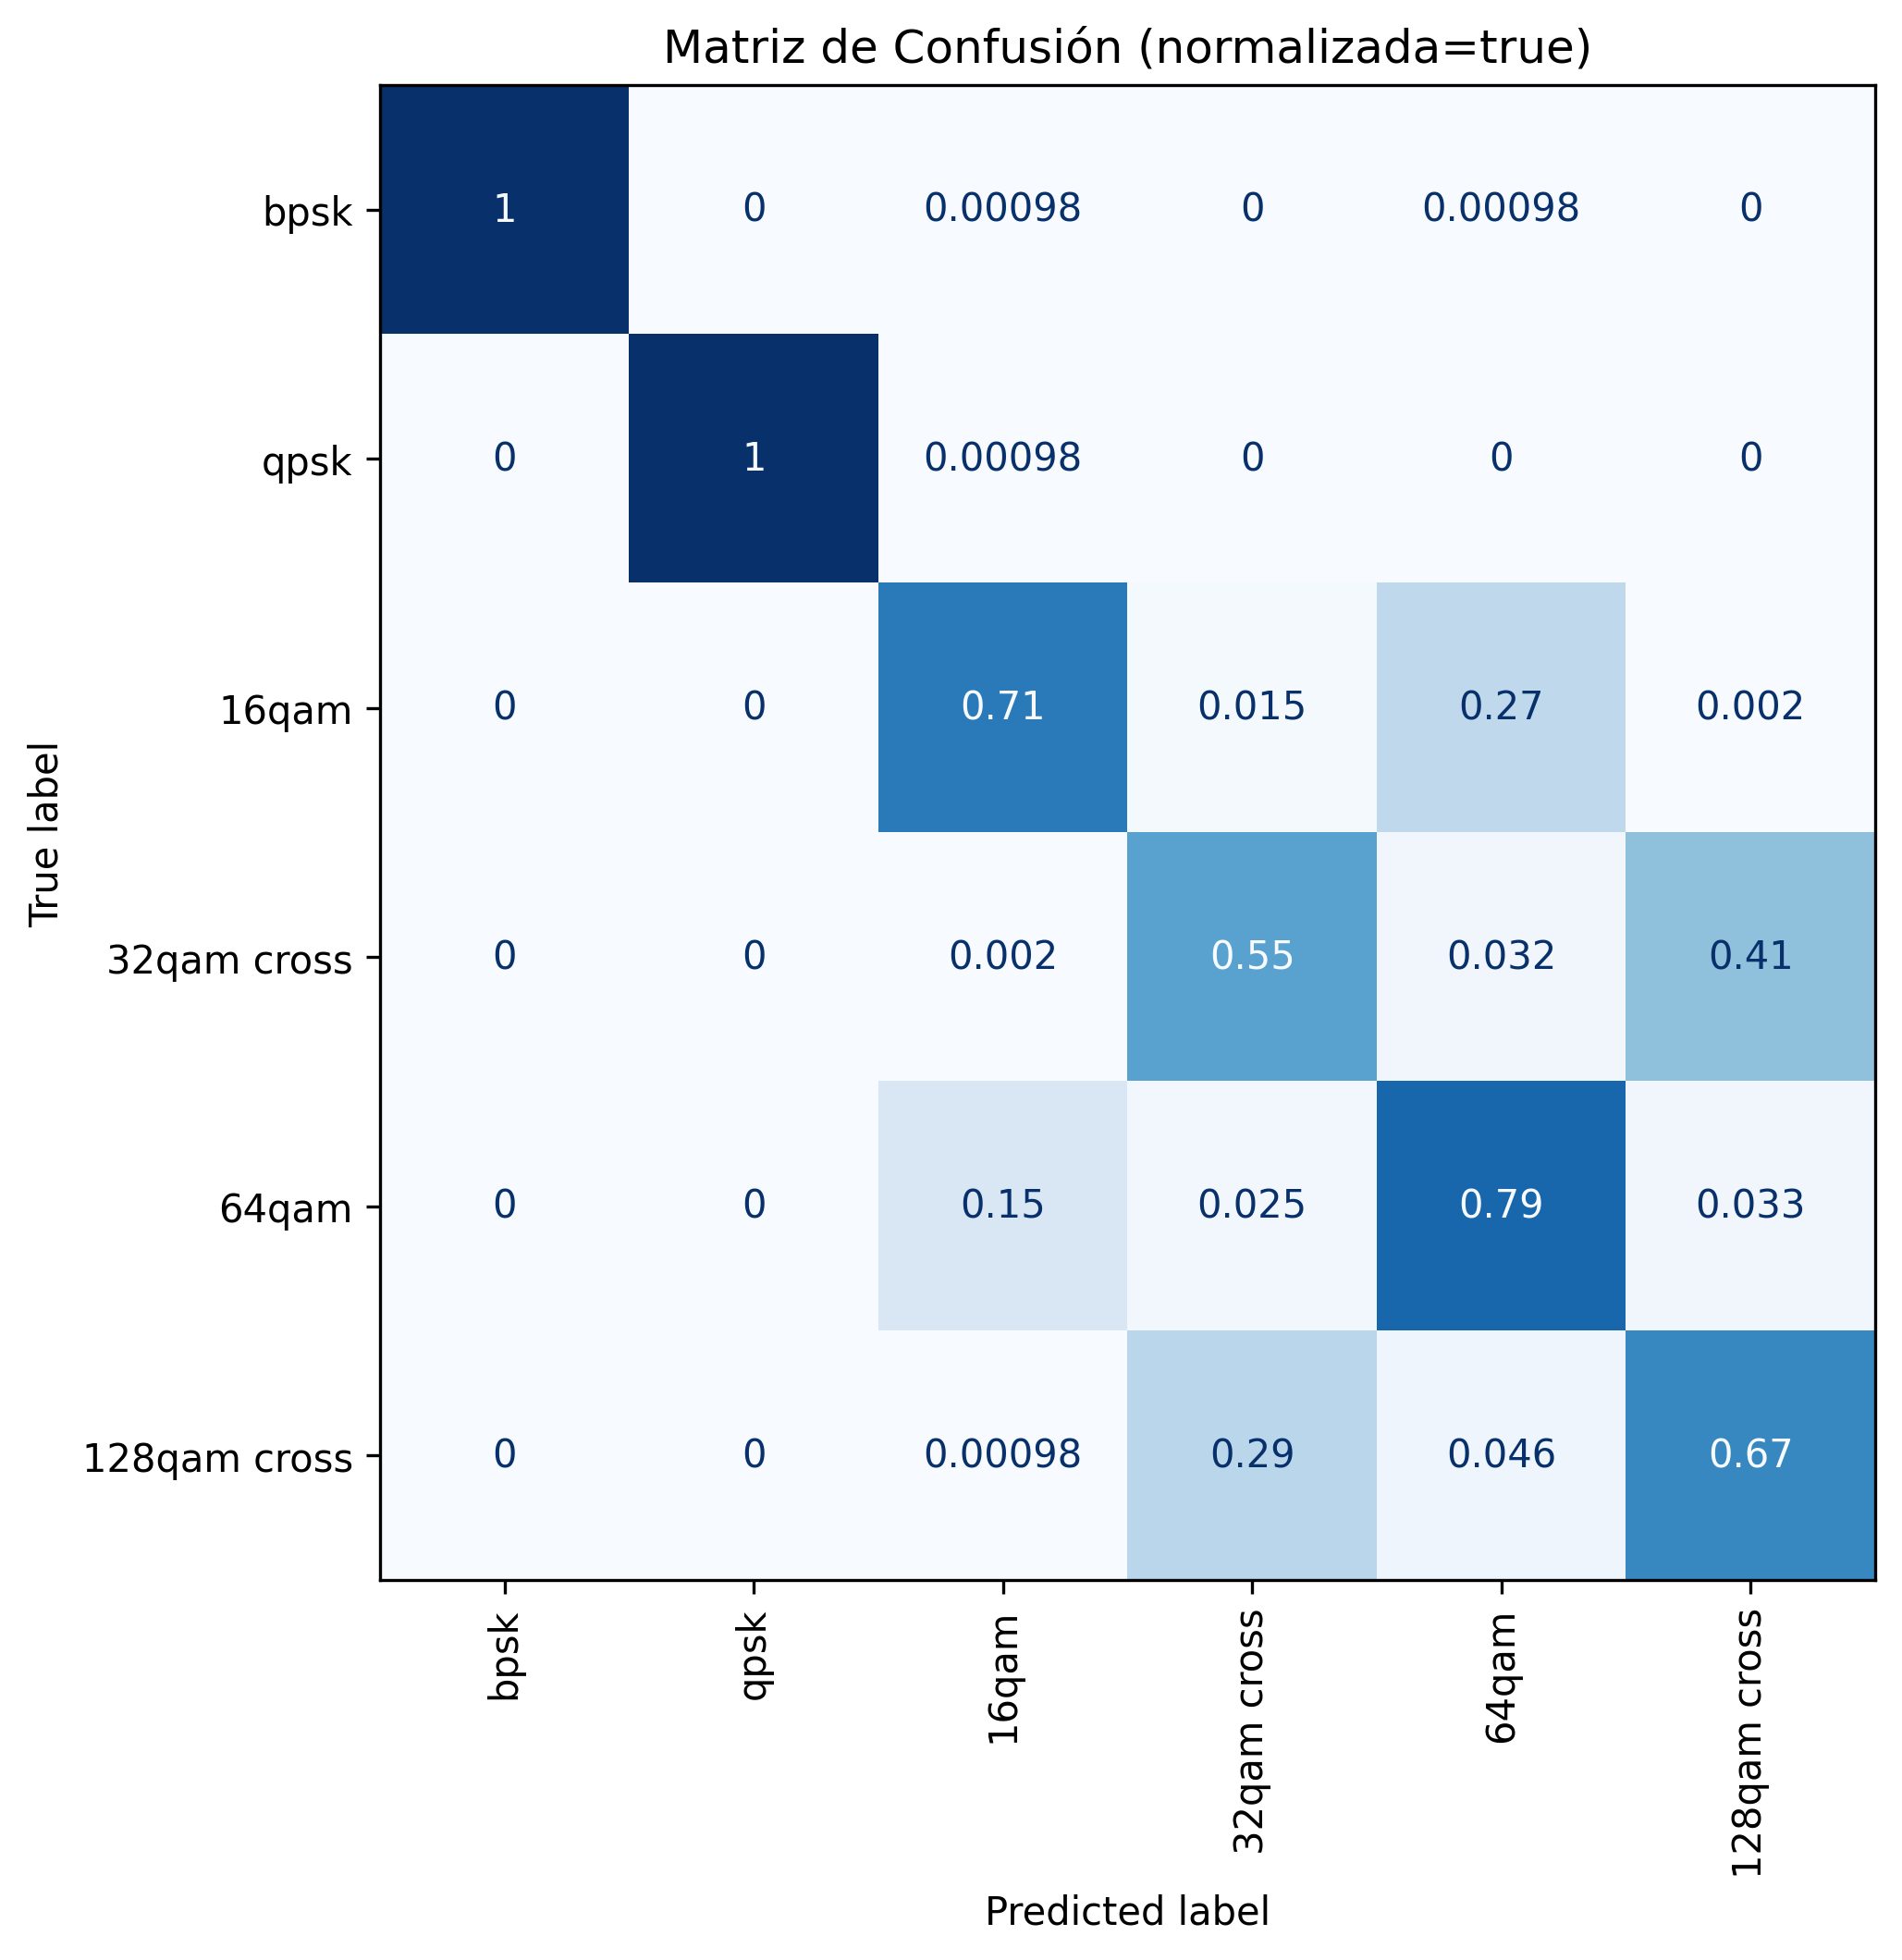 Matriz de Confusión (normalizada=true)
bpsk 1 0 0.00098 0 0.00098 0
qpsk 0 1 0.00098 0 0 0
16qam 0 0 0.71 0.015 0.27 0.002
32qam cross 0 0 0.002 0.55 0.032 0.41
64qam 0 0 0.15 0.025 0.79 0.033
128qam cross 0 0 0.00098 0.29 0.046 0.67
True label
bpsk qpsk 16qam 32qam cross 64qam 128qam cross
Predicted label